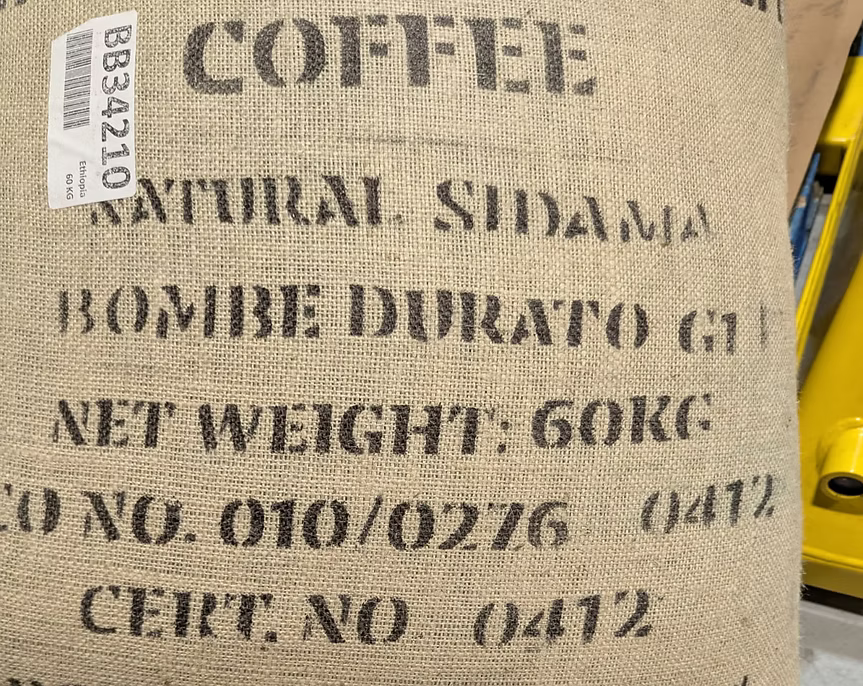 COFFEE
BB34210
Ethiopia
60 KG
NATURAL SIDAMA
BOMBE DURATO G1
NET WEIGHT: 60KG
CO NO. 010/0276 0412
CERT. NO 0412